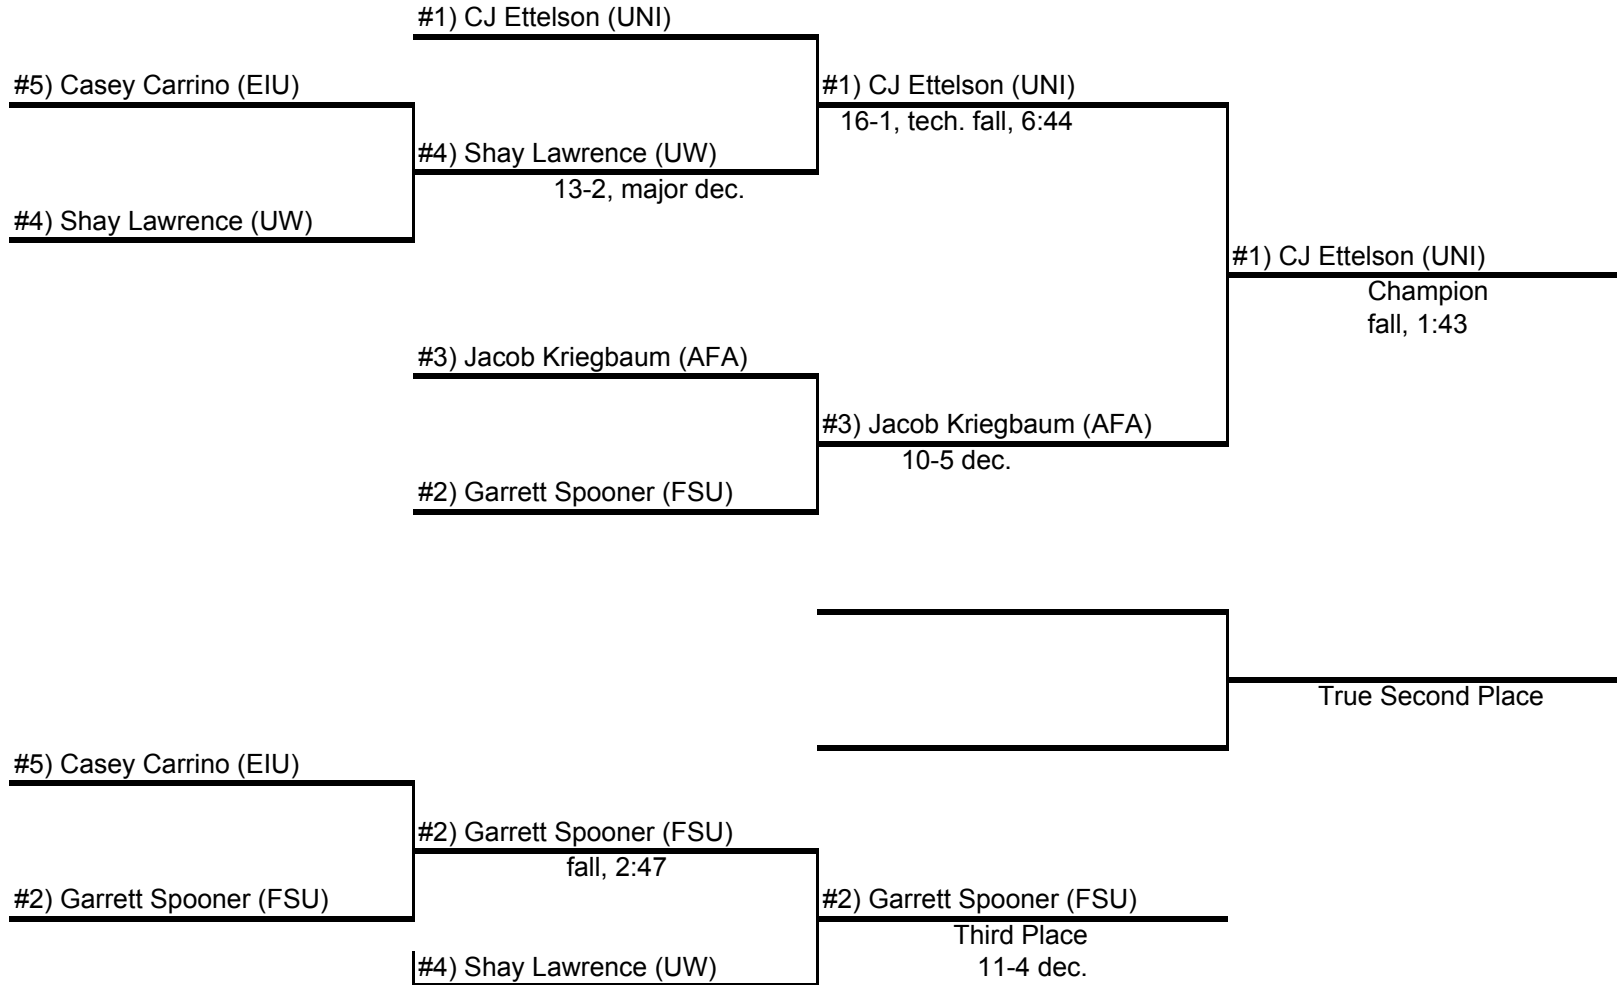 #1) CJ Ettelson (UNI)
#5) Casey Carrino (EIU)
#1) CJ Ettelson (UNI)
16-1, tech. fall, 6:44
#4) Shay Lawrence (UW)
13-2, major dec.
#4) Shay Lawrence (UW)
#1) CJ Ettelson (UNI)
Champion
fall, 1:43
#3) Jacob Kriegbaum (AFA)
#3) Jacob Kriegbaum (AFA)
10-5 dec.
#2) Garrett Spooner (FSU)
True Second Place
#5) Casey Carrino (EIU)
#2) Garrett Spooner (FSU)
fall, 2:47
#2) Garrett Spooner (FSU)
#2) Garrett Spooner (FSU)
Third Place
11-4 dec.
#4) Shay Lawrence (UW)